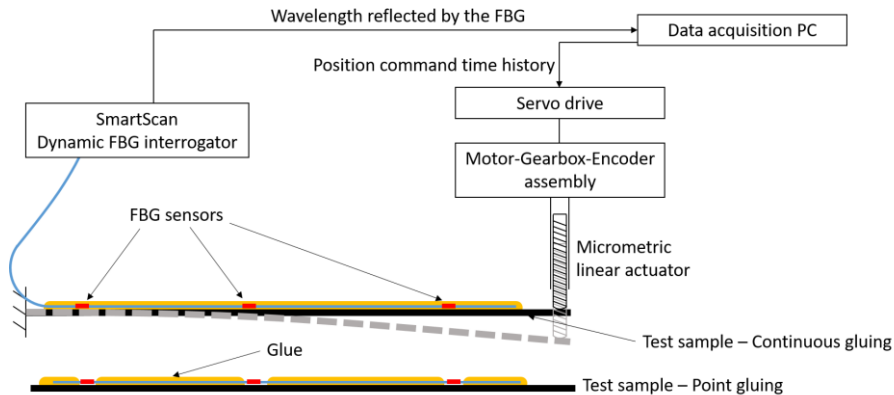 Wavelength reflected by the FBG
Data acquisition PC
Position command time history
Servo drive
SmartScan
Dynamic FBG interrogator
Motor-Gearbox-Encoder
assembly
FBG sensors
Micrometric
linear actuator
Test sample – Continuous gluing
Glue
Test sample – Point gluing